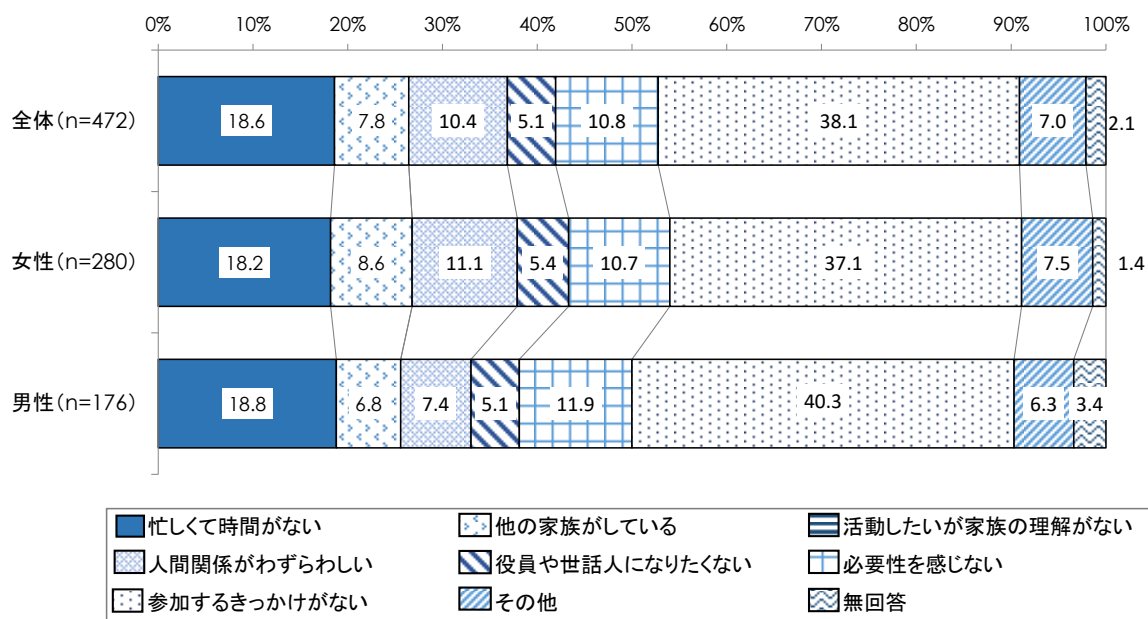 0% 10% 20% 30% 40% 50% 60% 70% 80% 90% 100%
全体(n=472) 18.6 7.8 10.4 5.1 10.8 38.1 7.0 2.1
女性(n=280) 18.2 8.6 11.1 5.4 10.7 37.1 7.5 1.4
男性(n=176) 18.8 6.8 7.4 5.1 11.9 40.3 6.3 3.4
忙しくて時間がない 他の家族がしている 活動したいが家族の理解がない
人間関係がわずらわしい 役員や世話人になりたくない 必要性を感じない
参加するきっかけがない その他 無回答